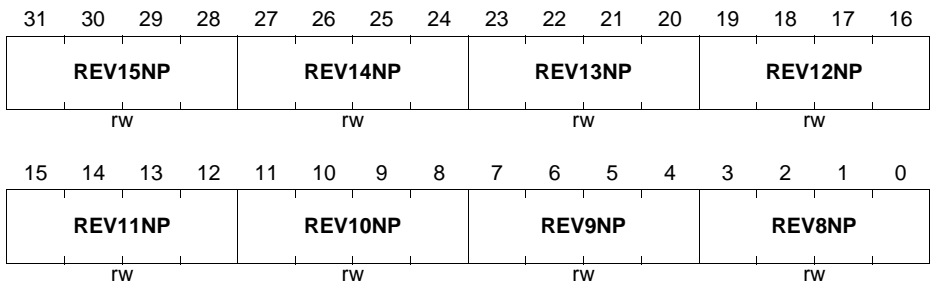 31 30 29 28 27 26 25 24 23 22 21 20 19 18 17 16
REV15NP REV14NP REV13NP REV12NP
rw rw rw rw
15 14 13 12 11 10 9 8 7 6 5 4 3 2 1 0
REV11NP REV10NP REV9NP REV8NP
rw rw rw rw